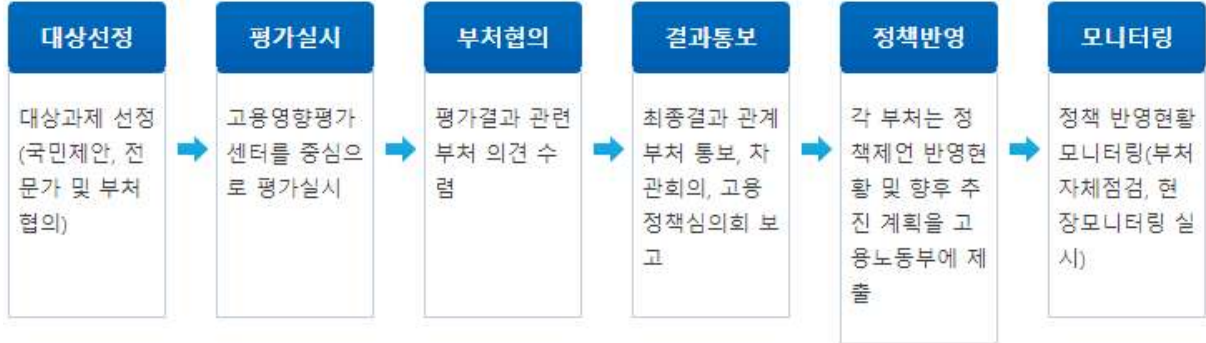 대상선정
대상과제 선정
(국민제안, 전
문가 및 부처
협의)
평가실시
고용영향평가
센터를 중심으
로 평가실시
부처협의
평가결과 관련
부처 의견 수
렴
결과통보
최종결과 관계
부처 통보, 차
관회의, 고용
정책심의회 보
고
정책반영
각 부처는 정
책제언 반영현
황 및 향후 추
진 계획을 고
용노동부에 제
출
모니터링
정책 반영현황
모니터링(부처
자체점검, 현
장모니터링 실
시)